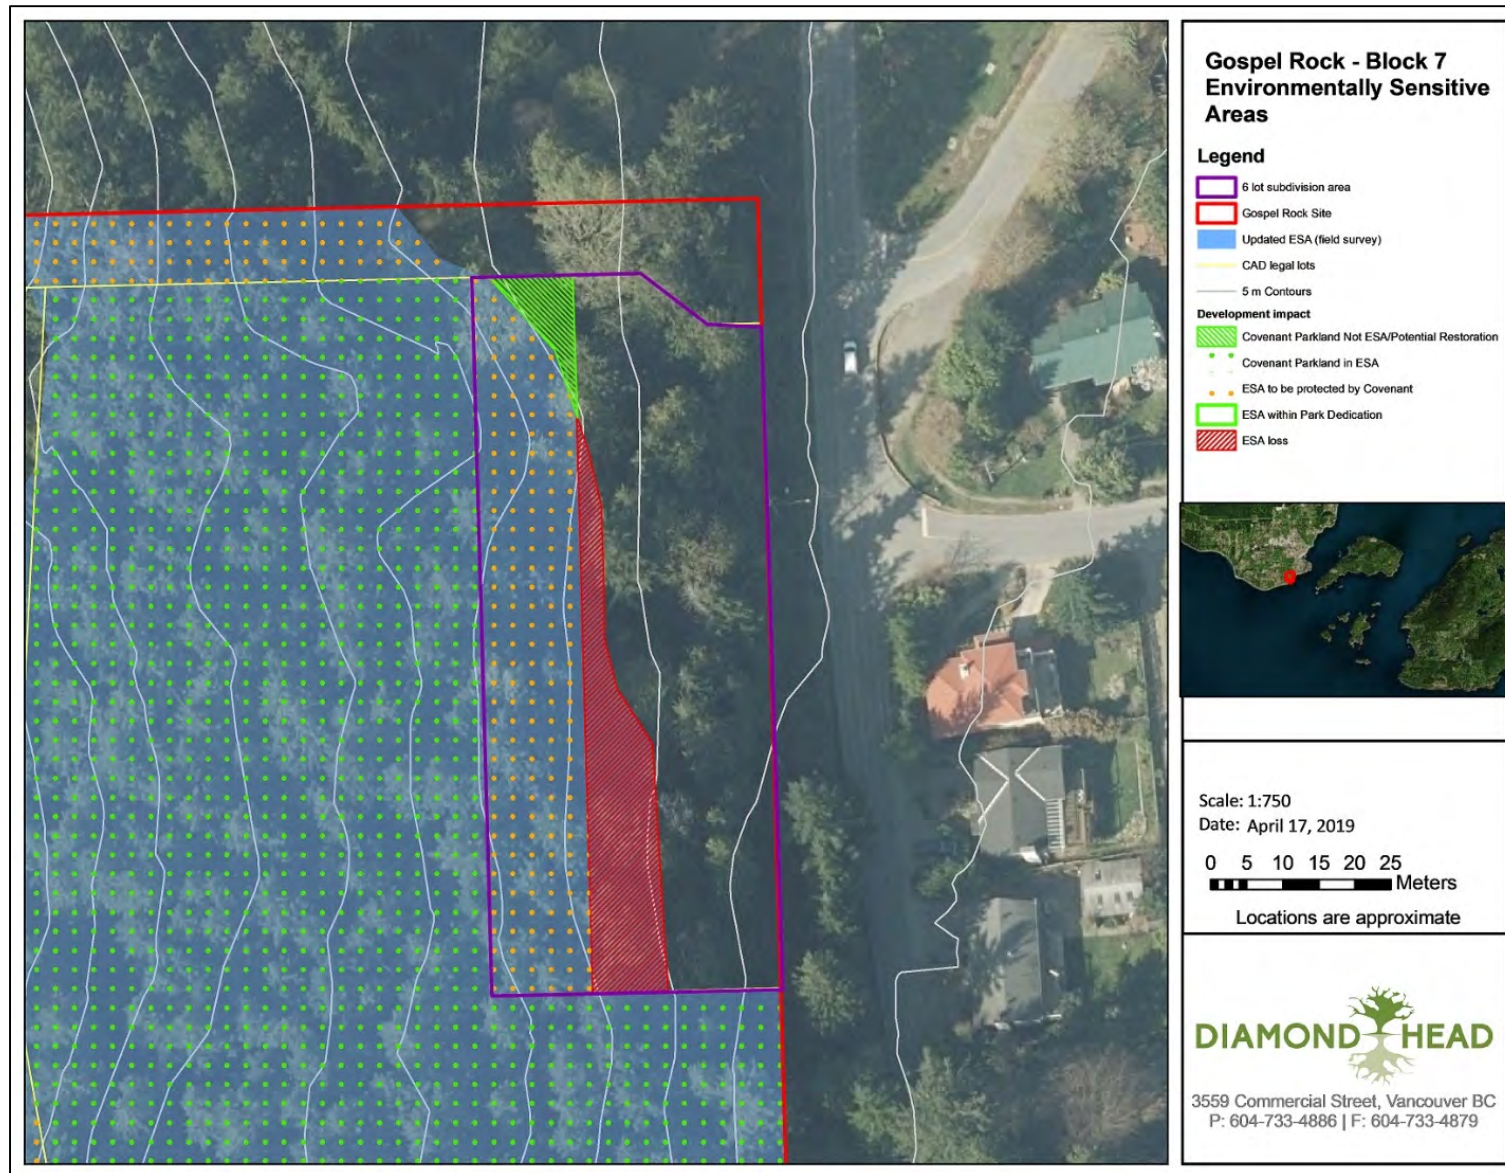 Gospel Rock - Block 7
Environmentally Sensitive
Areas
Legend
6 lot subdivision area
Gospel Rock Site
Updated ESA (field survey)
CAD legal lots
5 m Contours
Development impact
Covenant Parkland Not ESA/Potential Restoration
Covenant Parkland in ESA
ESA to be protected by Covenant
ESA within Park Dedication
ESA loss
Scale: 1:750
Date: April 17, 2019
0 5 10 15 20 25
Meters
Locations are approximate
DIAMOND HEAD
3559 Commercial Street, Vancouver BC
P: 604-733-4886 | F: 604-733-4879